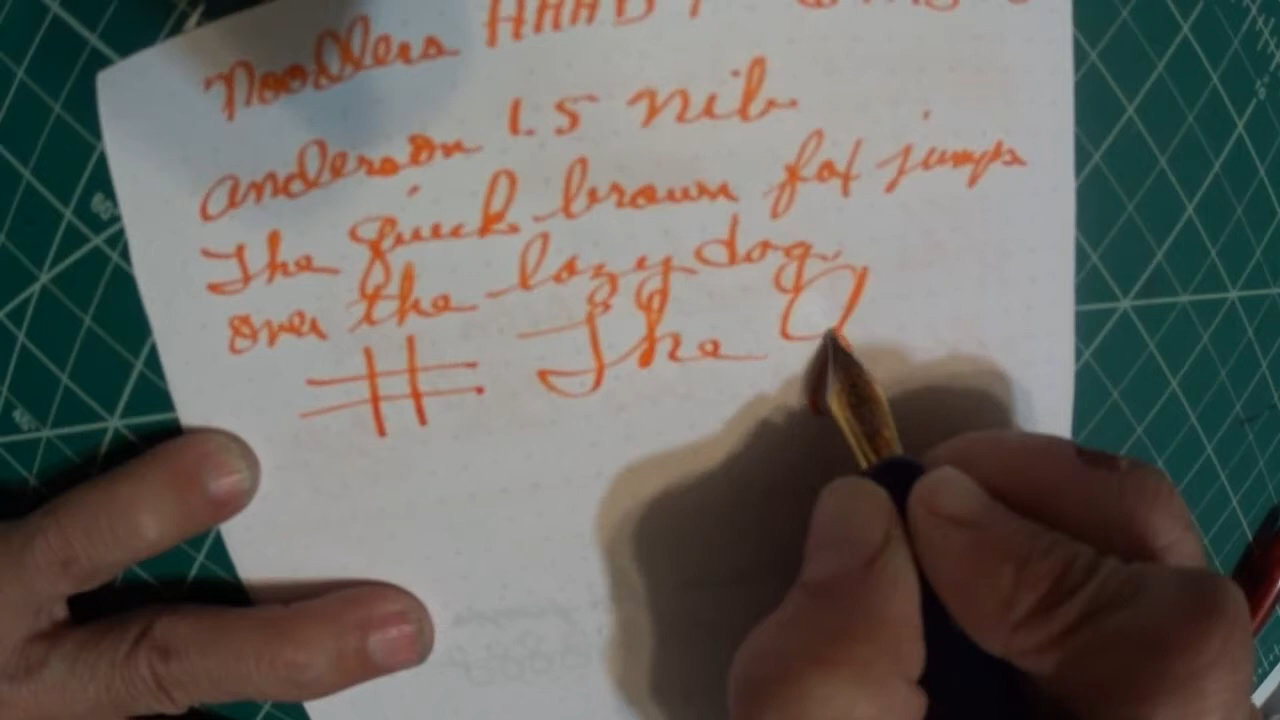 Noodlers
anderson 1.5 nib
The quick brown fox jumps
over the lazy dog.
# The